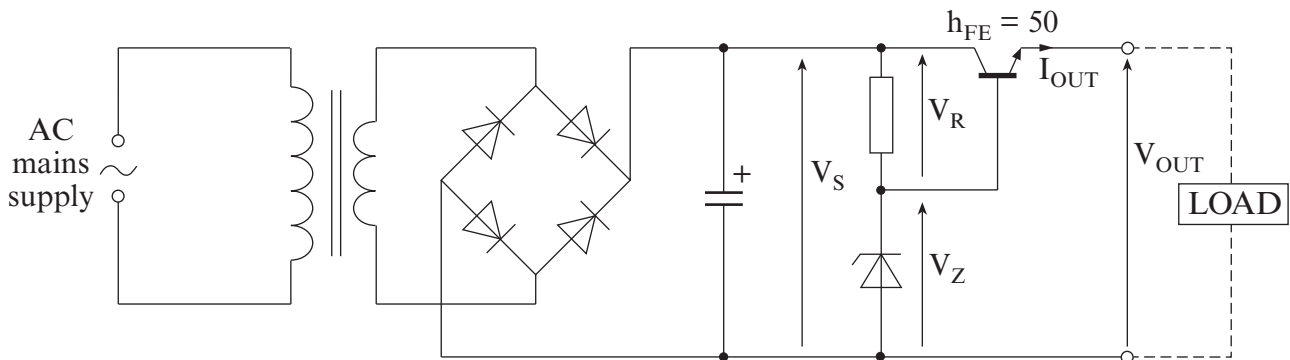 h_FE = 50
I_OUT
AC
mains
supply
+
V_S
V_R
V_Z
V_OUT
LOAD